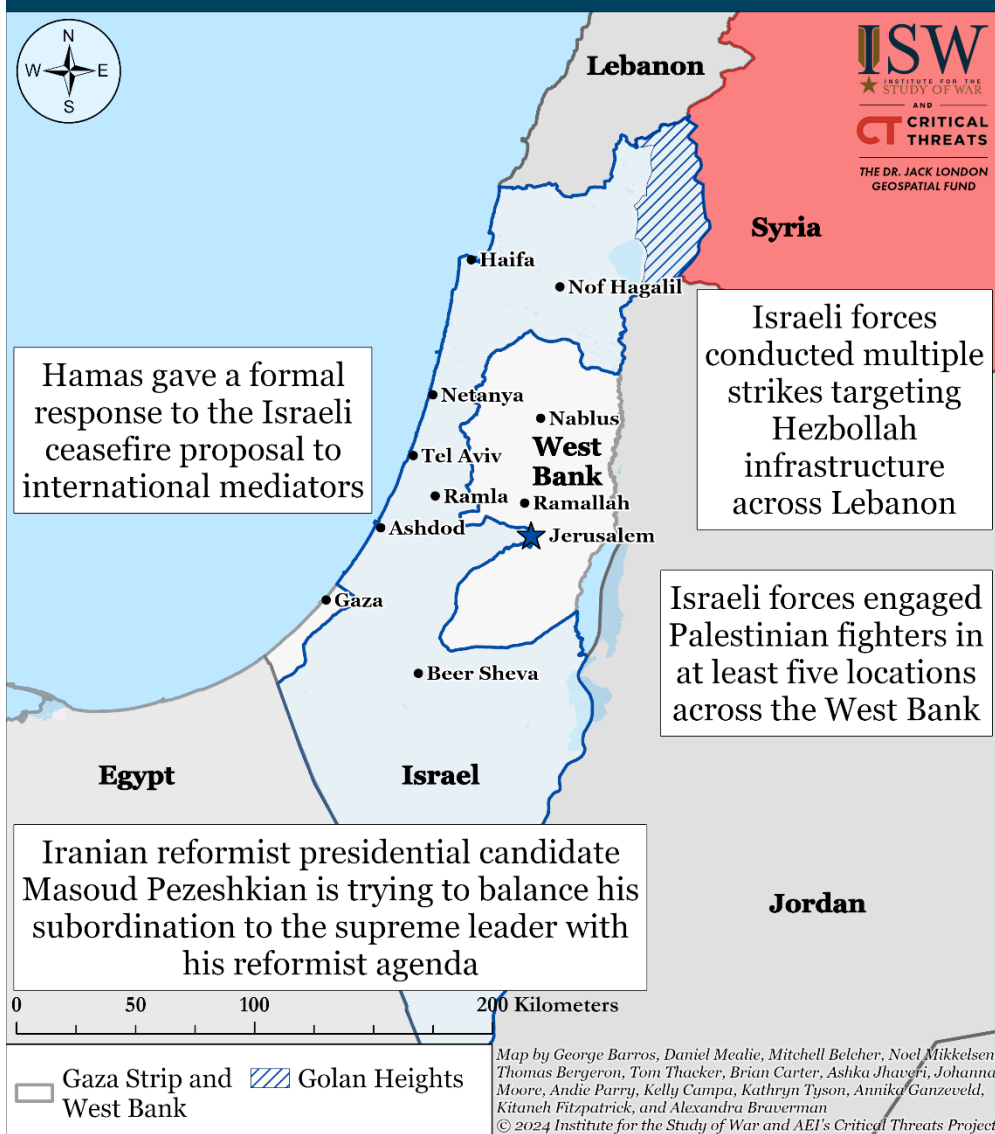 N
W E
S
ISW
INSTITUTE FOR THE
STUDY OF WAR
AND
CT CRITICAL
THREATS
THE DR. JACK LONDON
GEOSPATIAL FUND
Lebanon
Syria
Haifa
Nof Hagalil
Israeli forces
conducted multiple
strikes targeting
Hezbollah
infrastructure
across Lebanon
Hamas gave a formal
response to the Israeli
ceasefire proposal to
international mediators
Netanya
Nablus
West
Bank
Tel Aviv
Ramla
Ramallah
Ashdod
Jerusalem
Gaza
Israeli forces engaged
Palestinian fighters in
at least five locations
across the West Bank
Beer Sheva
Egypt
Israel
Jordan
Iranian reformist presidential candidate
Masoud Pezeshkian is trying to balance his
subordination to the supreme leader with
his reformist agenda
0 50 100 200 Kilometers
Gaza Strip and
West Bank
Golan Heights
Map by George Barros, Daniel Mealie, Mitchell Belcher, Noel Mikkelsen
Thomas Bergeron, Tom Thacker, Brian Carter, Ashka Jhaveri, Johanna
Moore, Andie Parry, Kelly Campa, Kathryn Tyson, Annika Ganzeveld,
Kitaneh Fitzpatrick, and Alexandra Braverman
© 2024 Institute for the Study of War and AEI's Critical Threats Project